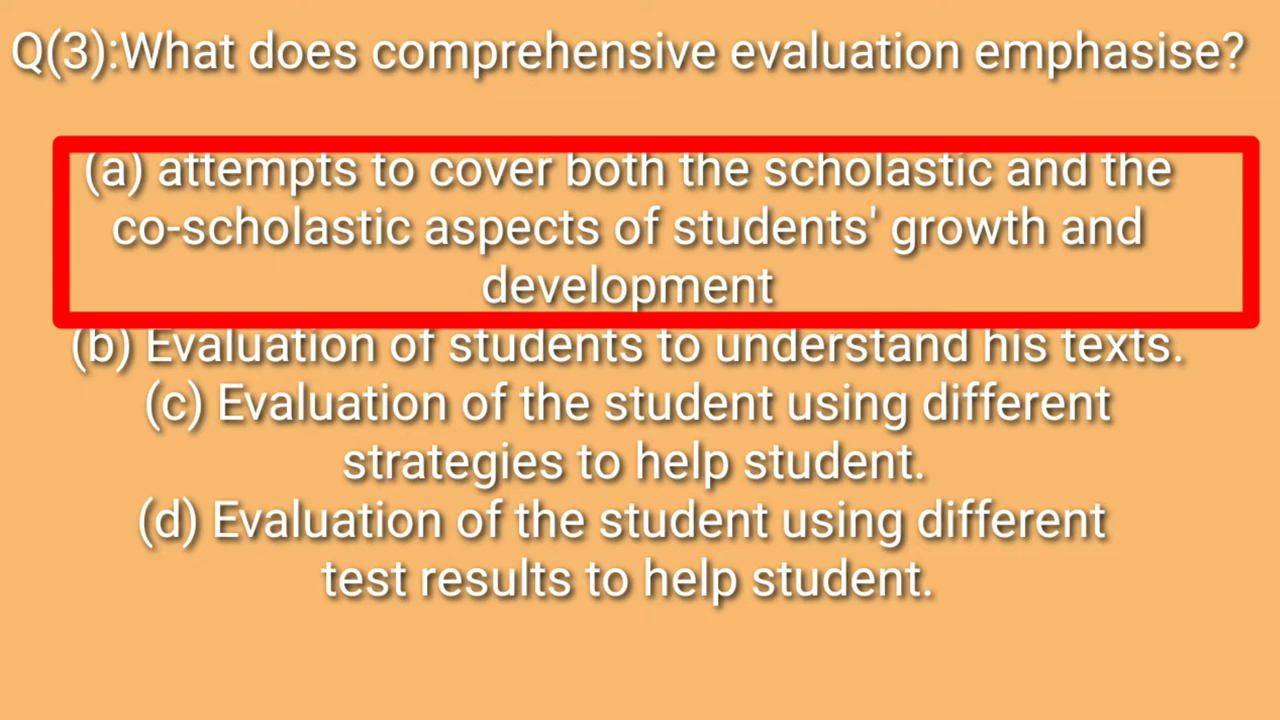 Q(3):What does comprehensive evaluation emphasise?
(a) attempts to cover both the scholastic and the
co-scholastic aspects of students' growth and
development
(b) Evaluation of students to understand his texts.
(c) Evaluation of the student using different
strategies to help student.
(d) Evaluation of the student using different
test results to help student.